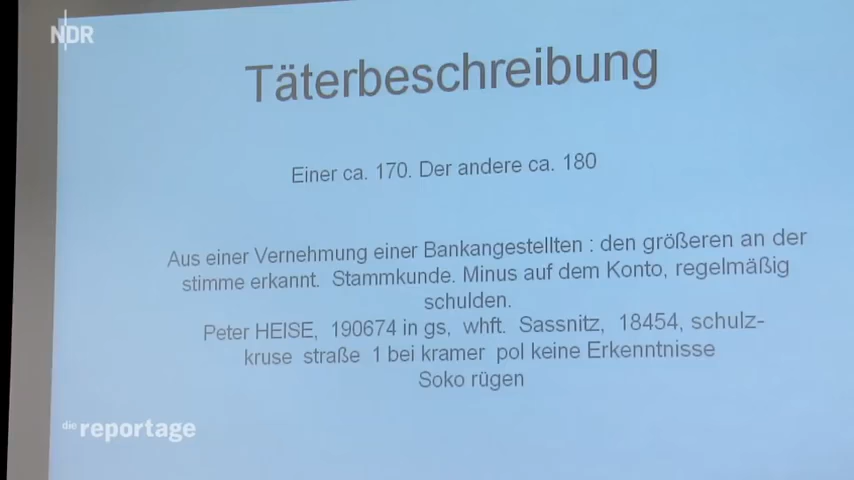 NDR
Täterbeschreibung
Einer ca. 170. Der andere ca. 180
Aus einer Vernehmung einer Bankangestellten : den größeren an der
stimme erkannt. Stammkunde. Minus auf dem Konto, regelmäßig
schulden.
Peter HEISE, 190674 in gs, whft. Sassnitz, 18454, schulz-
kruse straße 1 bei kramer pol keine Erkenntnisse
Soko rügen
die reportage